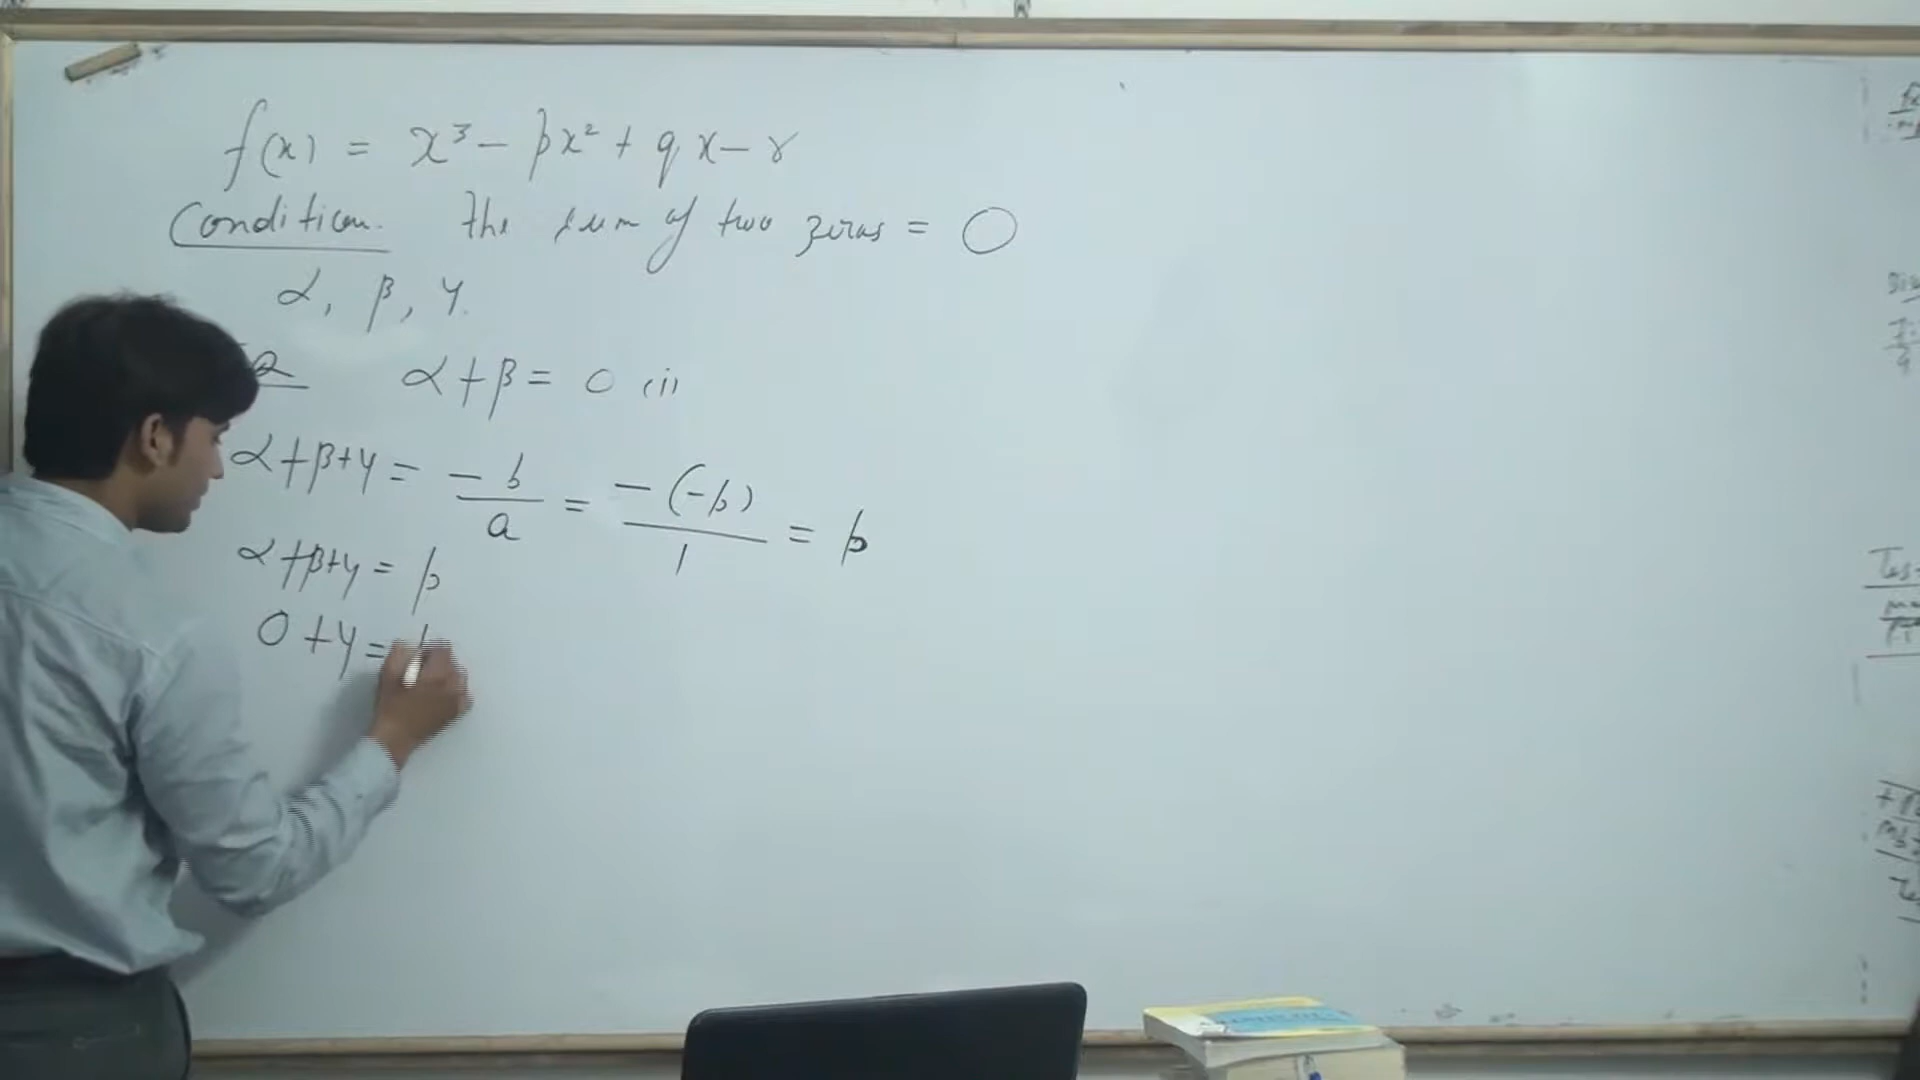 f(x) = x³ - px² + qx - r
Condition. The sum of two zeros = 0
α, β, γ.
α + β = 0 (i)
α + β + γ = -b/a = -(-p)/1 = p
α + β + γ = p
0 + γ =